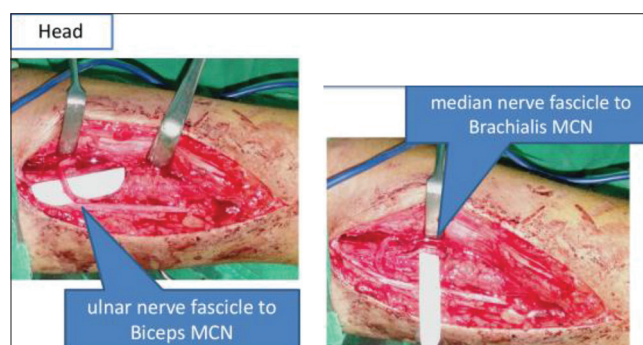 Head
median nerve fascicle to
Brachialis MCN
ulnar nerve fascicle to
Biceps MCN